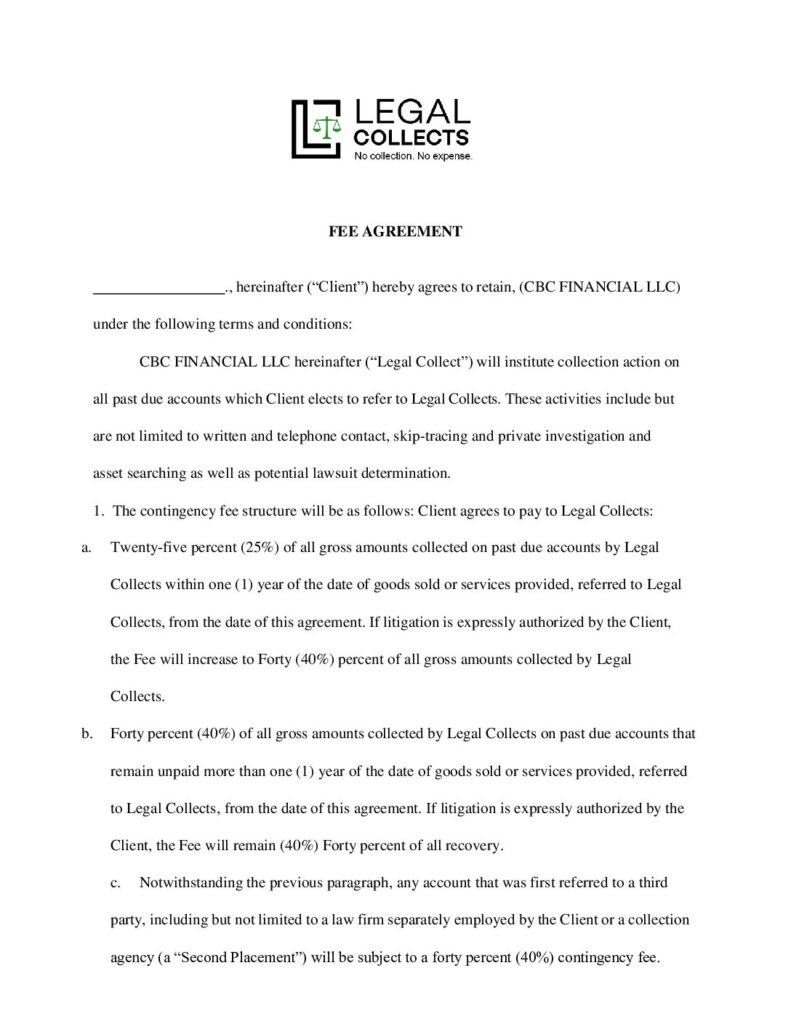 LEGAL
COLLECTS
No collection. No expense.
FEE AGREEMENT
_________________., hereinafter (“Client”) hereby agrees to retain, (CBC FINANCIAL LLC)
under the following terms and conditions:
CBC FINANCIAL LLC hereinafter (“Legal Collect”) will institute collection action on
all past due accounts which Client elects to refer to Legal Collects. These activities include but
are not limited to written and telephone contact, skip-tracing and private investigation and
asset searching as well as potential lawsuit determination.
1. The contingency fee structure will be as follows: Client agrees to pay to Legal Collects:
a. Twenty-five percent (25%) of all gross amounts collected on past due accounts by Legal
Collects within one (1) year of the date of goods sold or services provided, referred to Legal
Collects, from the date of this agreement. If litigation is expressly authorized by the Client,
the Fee will increase to Forty (40%) percent of all gross amounts collected by Legal
Collects.
b. Forty percent (40%) of all gross amounts collected by Legal Collects on past due accounts that
remain unpaid more than one (1) year of the date of goods sold or services provided, referred
to Legal Collects, from the date of this agreement. If litigation is expressly authorized by the
Client, the Fee will remain (40%) Forty percent of all recovery.
c. Notwithstanding the previous paragraph, any account that was first referred to a third
party, including but not limited to a law firm separately employed by the Client or a collection
agency (a “Second Placement”) will be subject to a forty percent (40%) contingency fee.